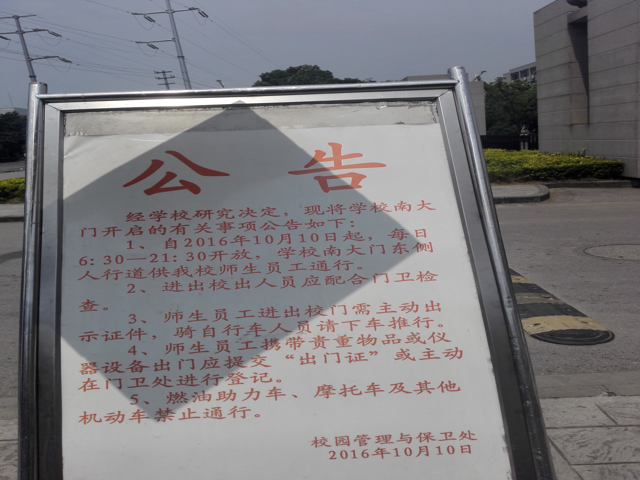 公 告
经学校研究决定，现将学校南大
门开启的有关事项公告如下：
1、自2016年10月10日起，每日
6：30—21：30开放，学校南大门东侧
人行道供我校师生员工通行。
2、进出校出人员应配合门卫检
查。
3、师生员工进出校门需主动出
示证件，骑自行车人员请下车推行。
4、师生员工携带贵重物品或仪
器设备出门应提交“出门证”或主动
在门卫处进行登记。
5、燃油助力车、摩托车及其他
机动车禁止通行。
校园管理与保卫处
2016年10月10日